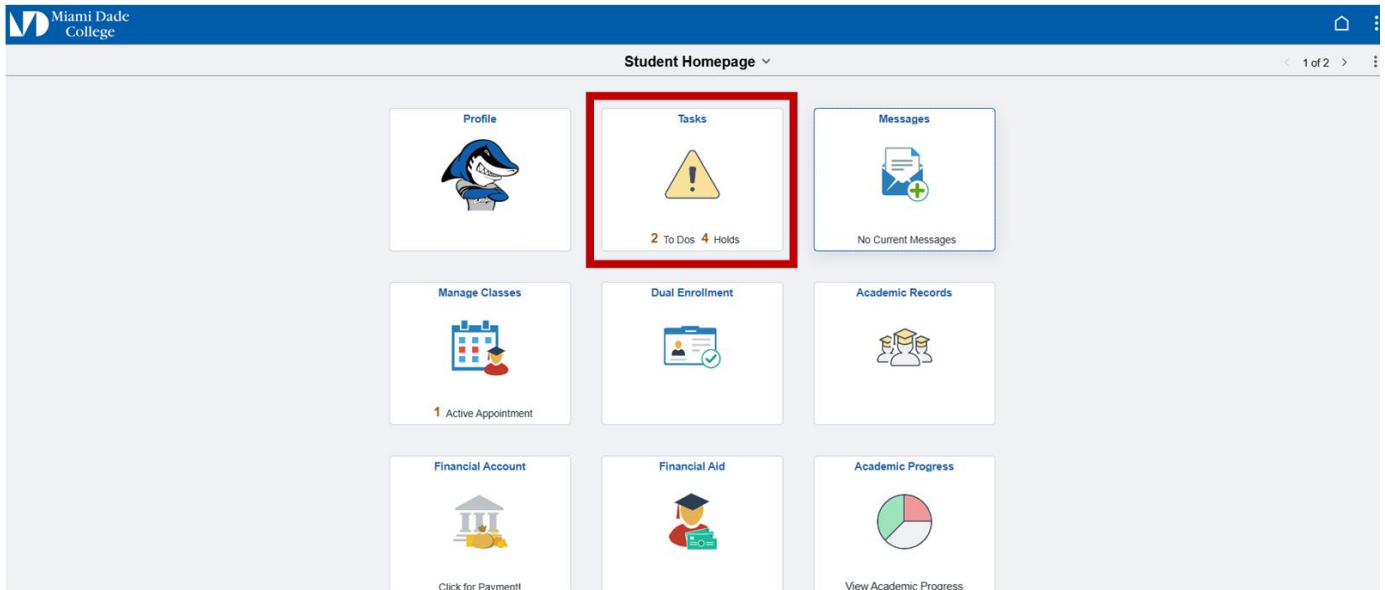 Miami Dade
College
Student Homepage
1 of 2
Profile
Tasks
Messages
2 To Dos 4 Holds
No Current Messages
Manage Classes
Dual Enrollment
Academic Records
1 Active Appointment
Financial Account
Financial Aid
Academic Progress
Click for Payment!
View Academic Progress